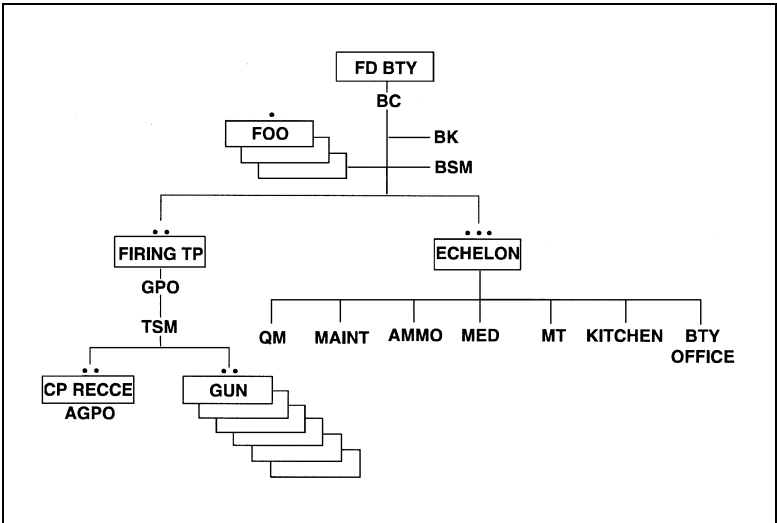 FD BTY
BC
FOO
BK
BSM
FIRING TP
ECHELON
GPO
TSM
QM MAINT AMMO MED MT KITCHEN BTY
OFFICE
CP RECCE
GUN
AGPO